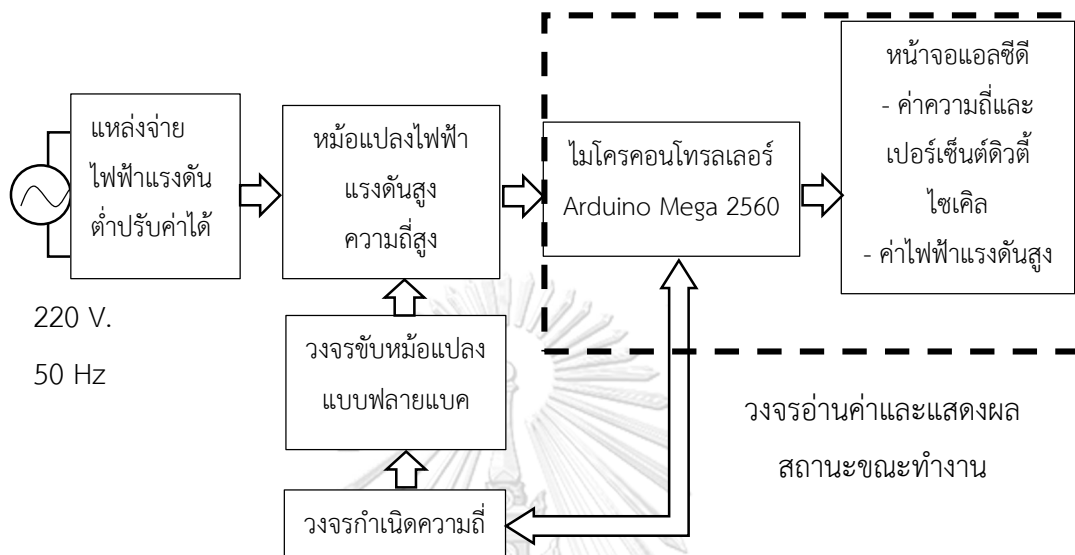 แหล่งจ่าย
ไฟฟ้าแรงดัน
ต่ำปรับค่าได้
220 V.
50 Hz
หม้อแปลงไฟฟ้า
แรงดันสูง
ความถี่สูง
ไมโครคอนโทรลเลอร์
Arduino Mega 2560
หน้าจอแอลซีดี
- ค่าความถี่และ
เปอร์เซ็นต์ดิวตี้
ไซเคิล
- ค่าไฟฟ้าแรงดันสูง
วงจรขับหม้อแปลง
แบบฟลายแบค
วงจรกำเนิดความถี่
วงจรอ่านค่าและแสดงผล
สถานะขณะทำงาน